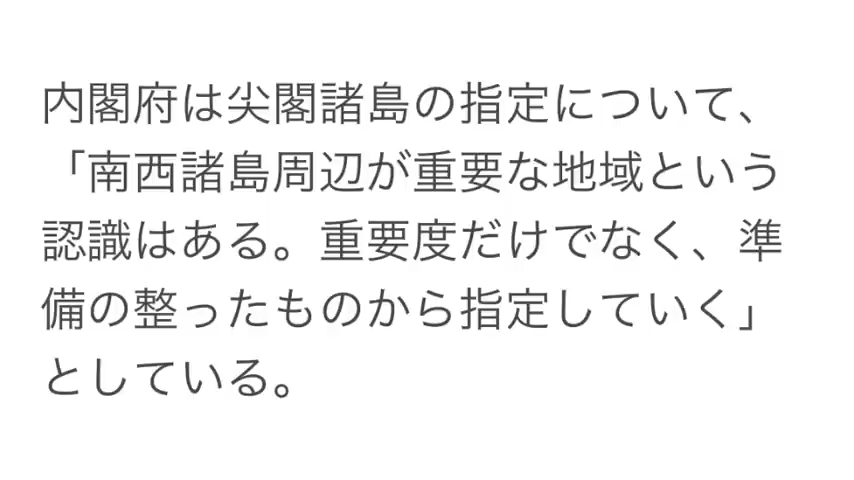 内閣府は尖閣諸島の指定について、
「南西諸島周辺が重要な地域という
認識はある。重要度だけでなく、準
備の整ったものから指定していく」
としている。